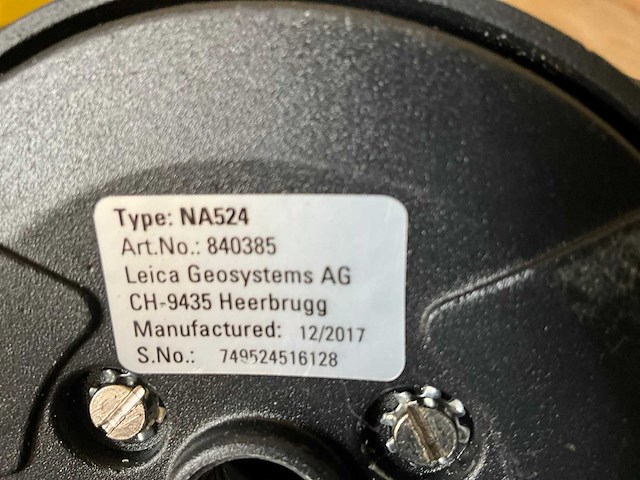 Type: NA524
Art.No.: 840385
Leica Geosystems AG
CH-9435 Heerbrugg
Manufactured: 12/2017
S.No.: 749524516128